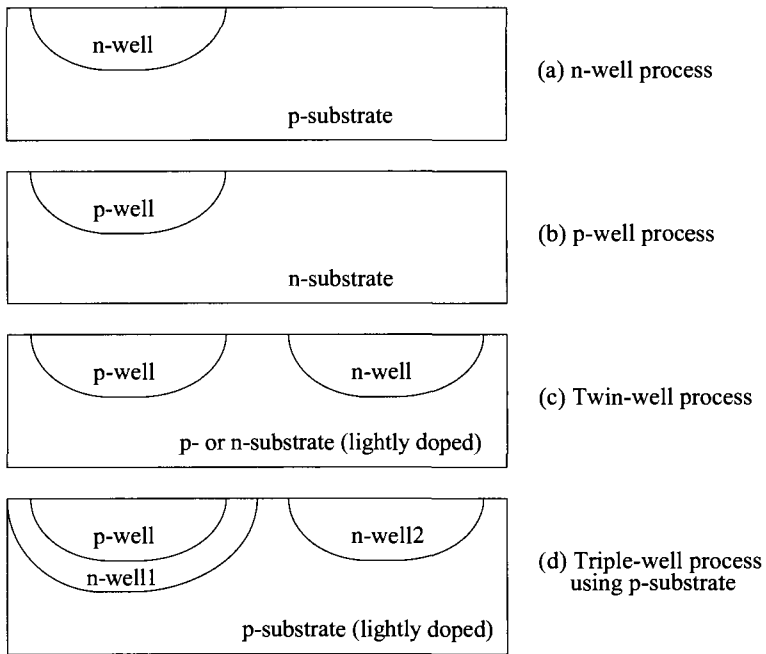 n-well
(a) n-well process
p-substrate
p-well
(b) p-well process
n-substrate
p-well
n-well
(c) Twin-well process
p- or n-substrate (lightly doped)
p-well
n-well2
n-well1
(d) Triple-well process
using p-substrate
p-substrate (lightly doped)